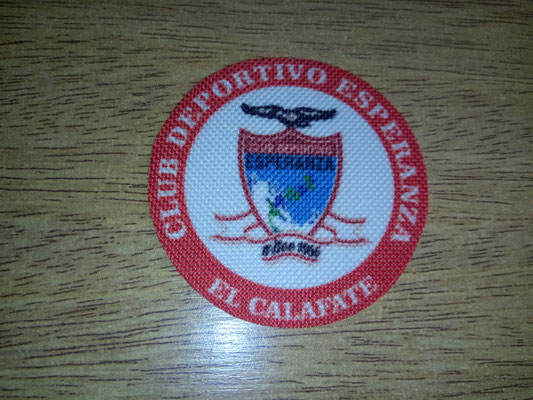 CLUB DEPORTIVO ESPERANZA
ESPERANZA
EL CALAFATE